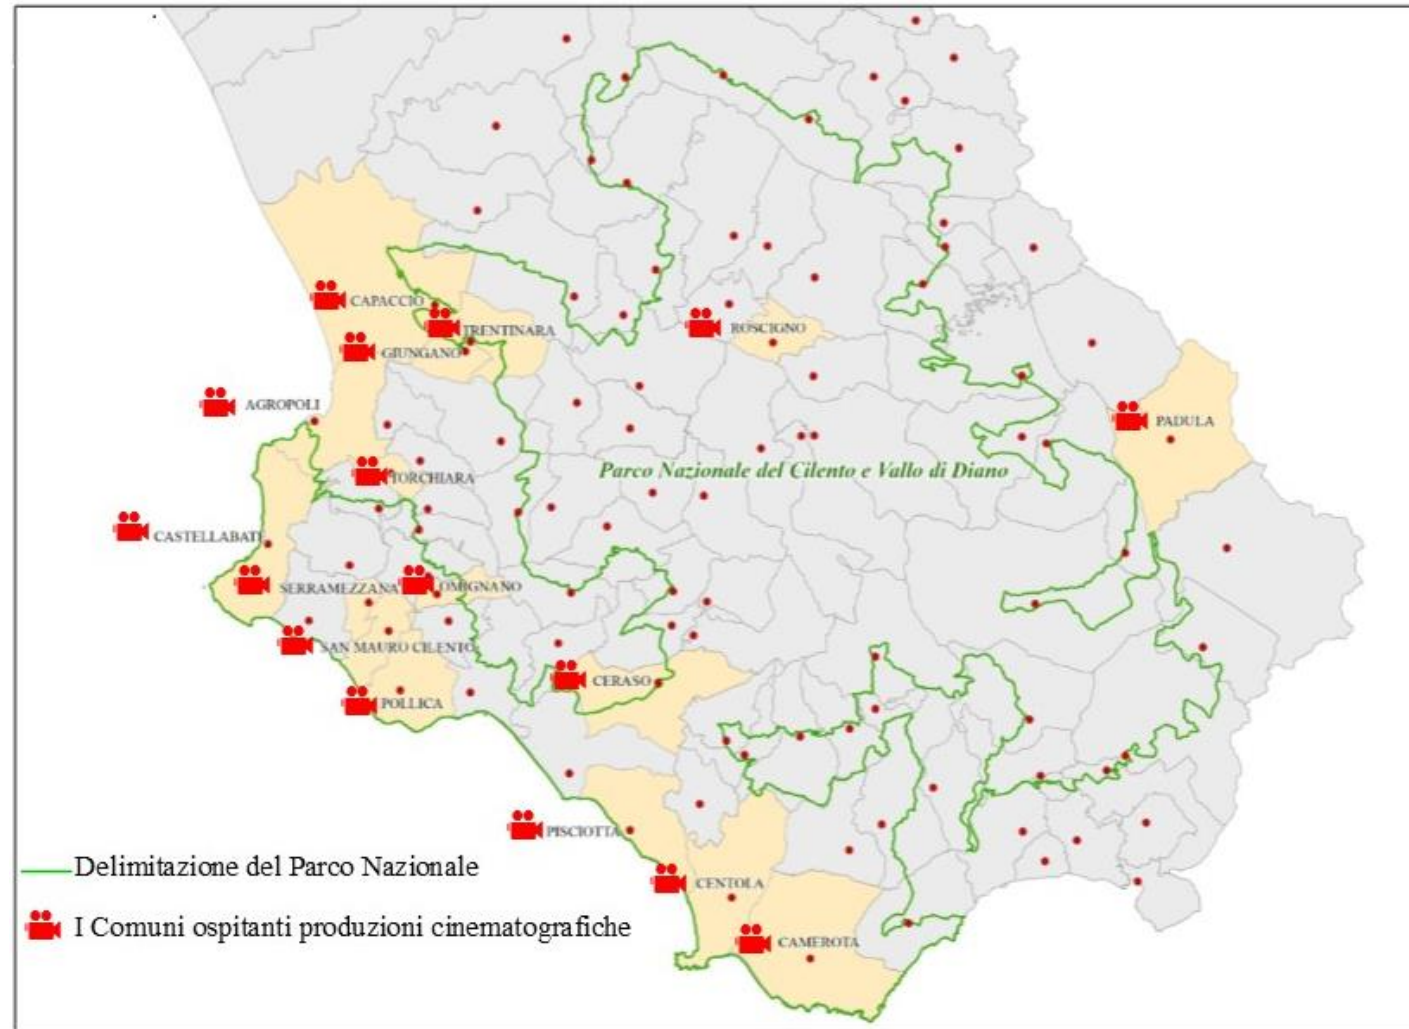 CAPACCIO
TRENTINARA
ROSCIGNO
GIUNGANO
AGROPOLI
PADULA
Parco Nazionale del Cilento e Vallo di Diano
TORCHIARA
CASTELLABATI
SERRAMEZZANA
OMIGNANO
SAN MAURO CILENTO
CERASO
POLLICA
PISCIOTTA
Delimitazione del Parco Nazionale
CENTOLA
I Comuni ospitanti produzioni cinematografiche
CAMEROTA